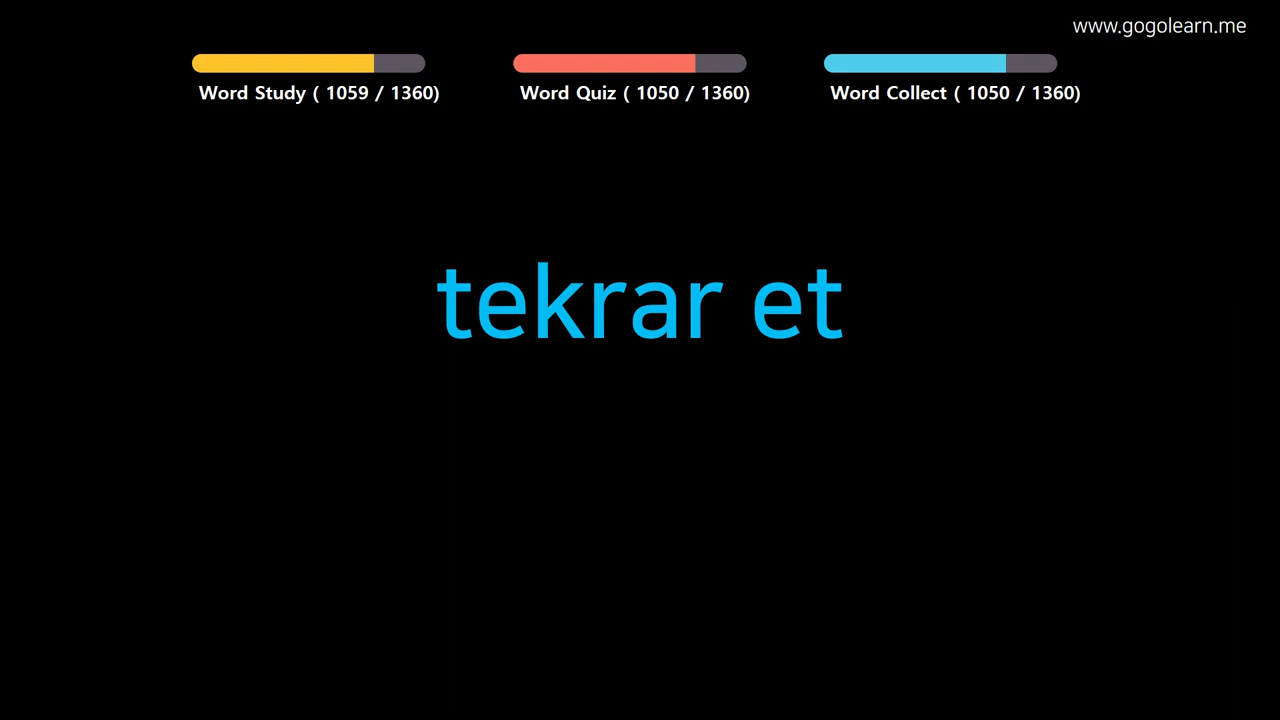 www.gogolearn.me
Word Study ( 1059 / 1360)
Word Quiz ( 1050 / 1360)
Word Collect ( 1050 / 1360)
tekrar et